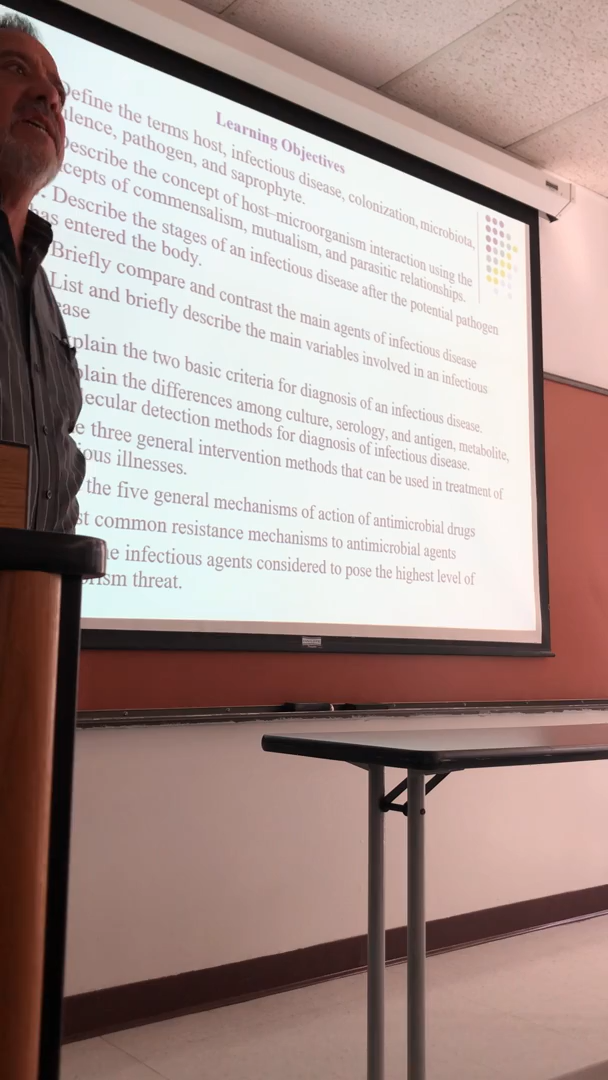 Learning Objectives
Define the terms host, infectious disease, colonization, microbiota,
ulence, pathogen, and saprophyte.
Describe the concept of host–microorganism interaction using the
cepts of commensalism, mutualism, and parasitic relationships.
. Describe the stages of an infectious disease after the potential pathogen
has entered the body.
Briefly compare and contrast the main agents of infectious disease
List and briefly describe the main variables involved in an infectious
ease
xplain the two basic criteria for diagnosis of an infectious disease.
plain the differences among culture, serology, and antigen, metabolite,
ecular detection methods for diagnosis of infectious disease.
e three general intervention methods that can be used in treatment of
ious illnesses.
the five general mechanisms of action of antimicrobial drugs
st common resistance mechanisms to antimicrobial agents
he infectious agents considered to pose the highest level of
rism threat.